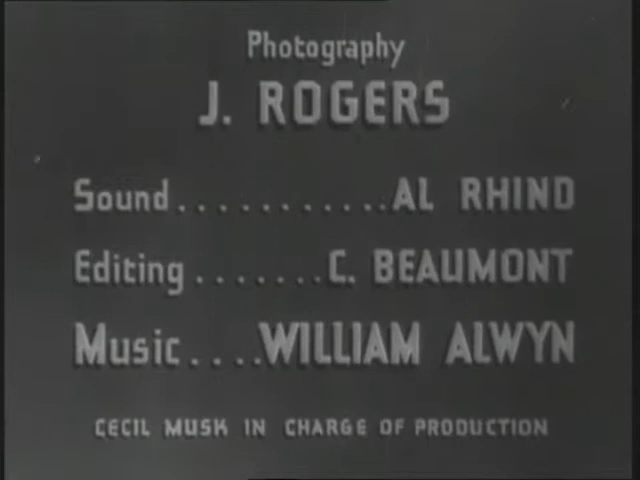 Photography
J. ROGERS
Sound............AL RHIND
Editing.......C. BEAUMONT
Music....WILLIAM ALWYN
CECIL MUSK IN CHARGE OF PRODUCTION